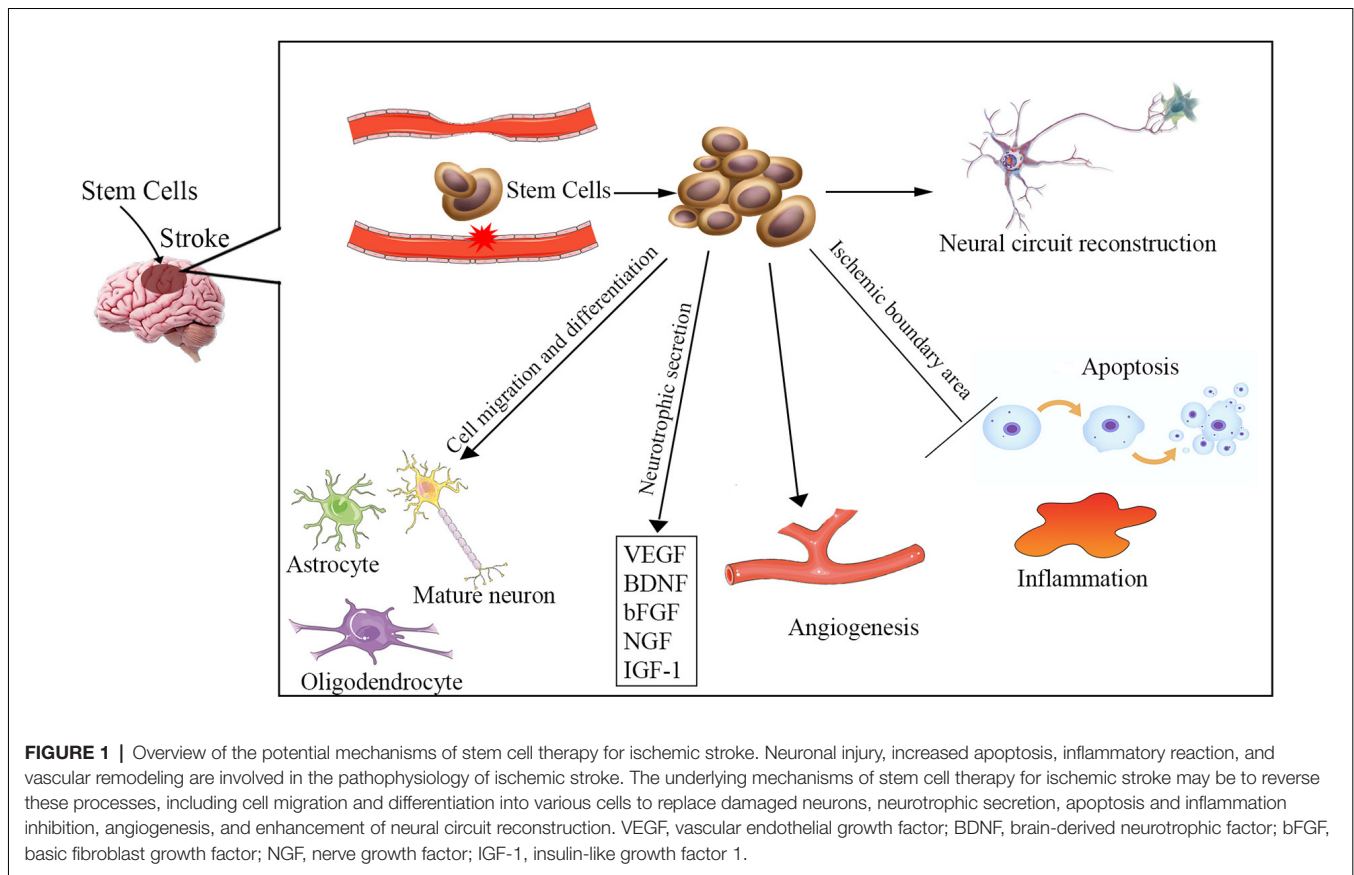 Stem Cells
Stroke
Stem Cells
Neural circuit reconstruction
Cell migration and differentiation
Neurotrophic secretion
Ischemic boundary area
Apoptosis
Astrocyte
Mature neuron
Oligodendrocyte
VEGF
BDNF
bFGF
NGF
IGF-1
Angiogenesis
Inflammation
FIGURE 1 | Overview of the potential mechanisms of stem cell therapy for ischemic stroke. Neuronal injury, increased apoptosis, inflammatory reaction, and
vascular remodeling are involved in the pathophysiology of ischemic stroke. The underlying mechanisms of stem cell therapy for ischemic stroke may be to reverse
these processes, including cell migration and differentiation into various cells to replace damaged neurons, neurotrophic secretion, apoptosis and inflammation
inhibition, angiogenesis, and enhancement of neural circuit reconstruction. VEGF, vascular endothelial growth factor; BDNF, brain-derived neurotrophic factor; bFGF,
basic fibroblast growth factor; NGF, nerve growth factor; IGF-1, insulin-like growth factor 1.